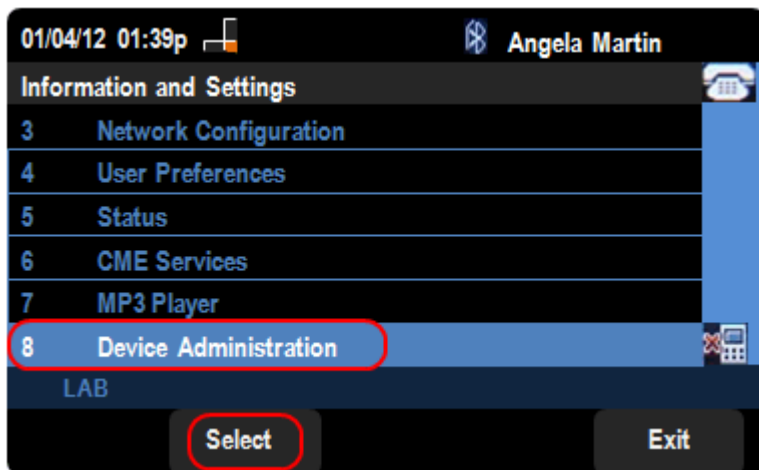 01/04/12 01:39p Angela Martin
Information and Settings
3 Network Configuration
4 User Preferences
5 Status
6 CME Services
7 MP3 Player
8 Device Administration
LAB
Select Exit